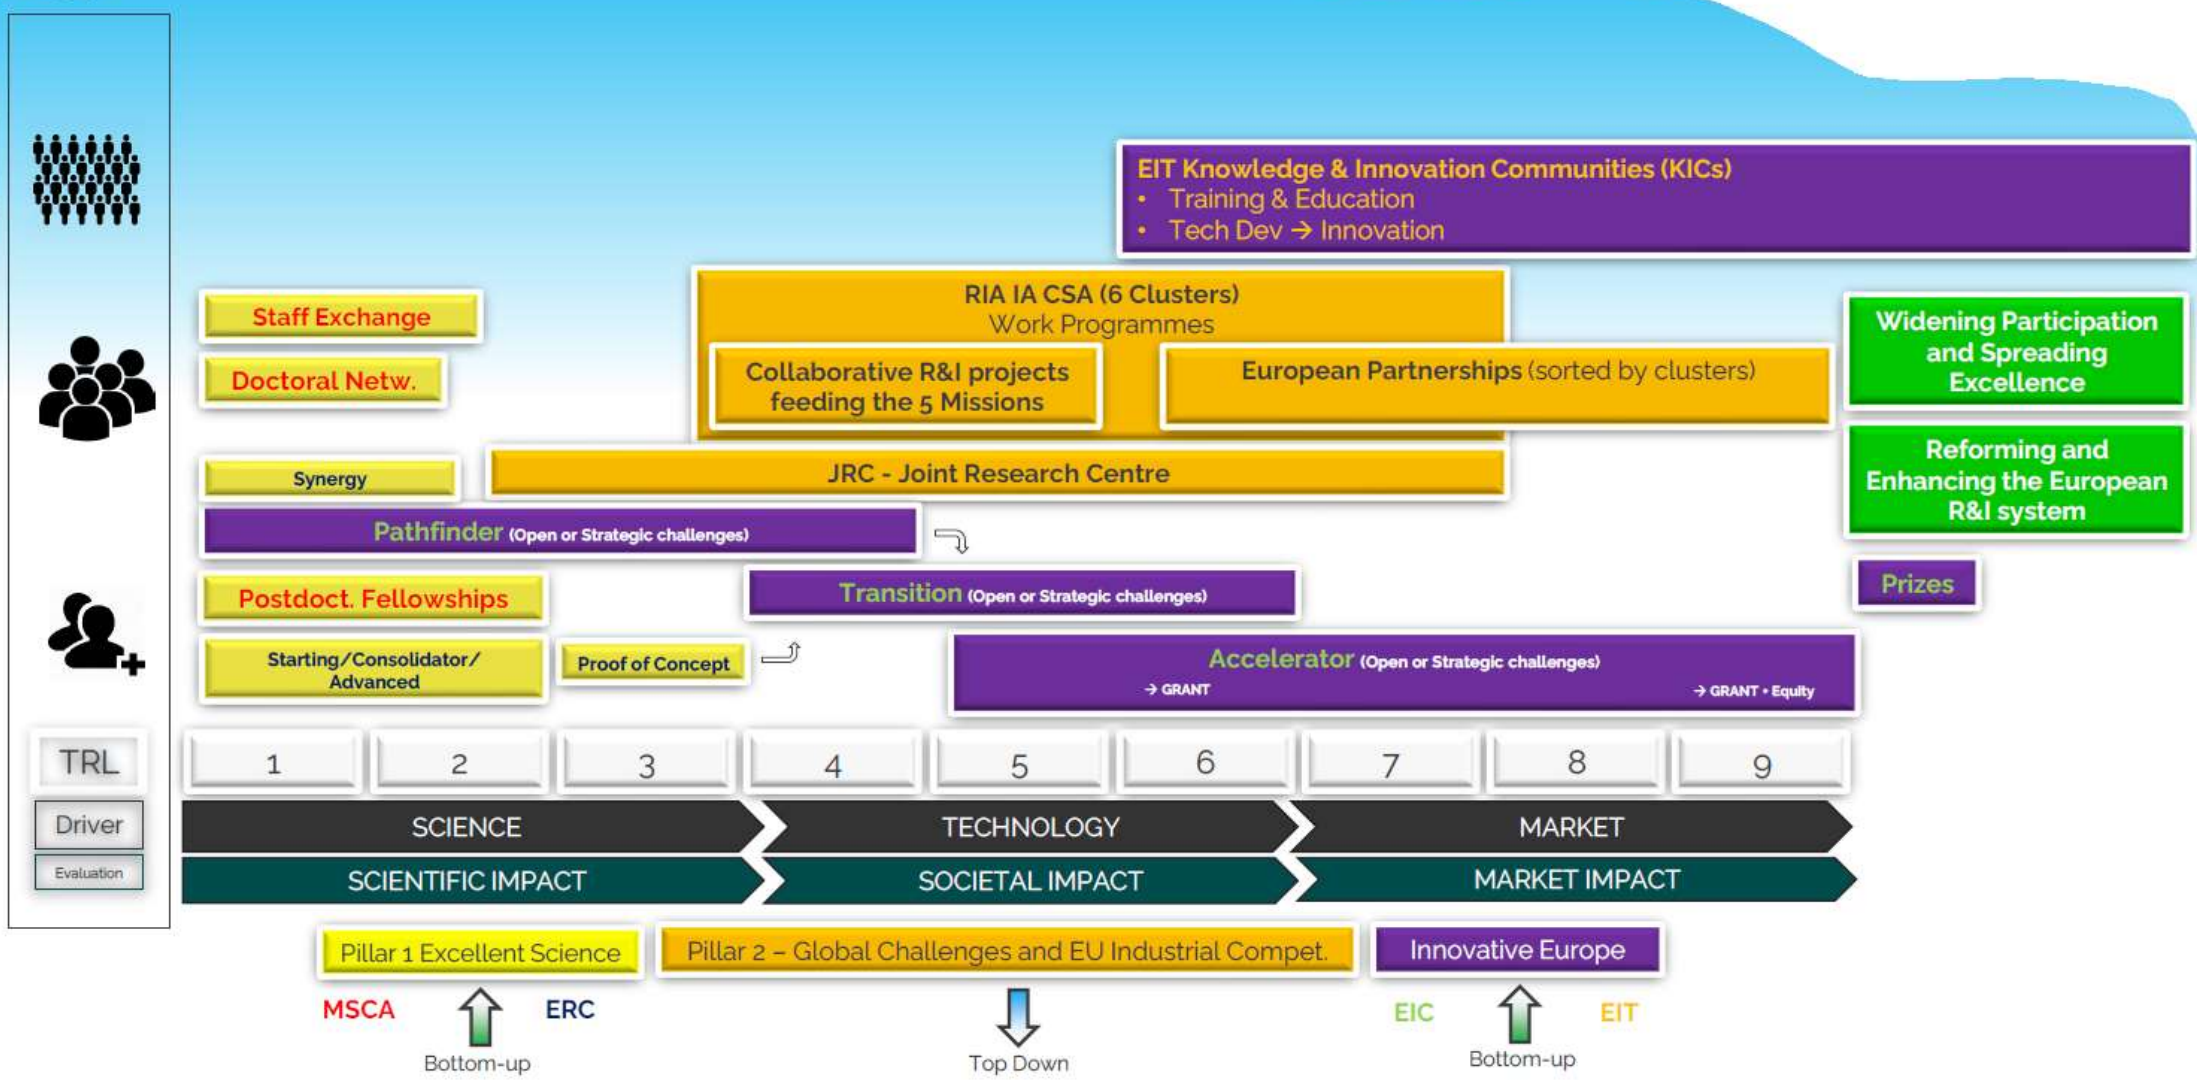 EIT Knowledge & Innovation Communities (KICs)
• Training & Education
• Tech Dev → Innovation
RIA IA CSA (6 Clusters)
Work Programmes
Staff Exchange
Doctoral Netw.
Collaborative R&I projects
feeding the 5 Missions
European Partnerships (sorted by clusters)
Widening Participation
and Spreading
Excellence
Synergy
JRC - Joint Research Centre
Reforming and
Enhancing the European
R&I system
Pathfinder (Open or Strategic challenges)
Postdoct. Fellowships
Transition (Open or Strategic challenges)
Prizes
Starting/Consolidator/
Advanced
Proof of Concept
Accelerator (Open or Strategic challenges)
→ GRANT
→ GRANT + Equity
TRL
1
2
3
4
5
6
7
8
9
Driver
SCIENCE
TECHNOLOGY
MARKET
Evaluation
SCIENTIFIC IMPACT
SOCIETAL IMPACT
MARKET IMPACT
Pillar 1 Excellent Science
Pillar 2 – Global Challenges and EU Industrial Compet.
Innovative Europe
MSCA
ERC
EIC
EIT
Bottom-up
Top Down
Bottom-up